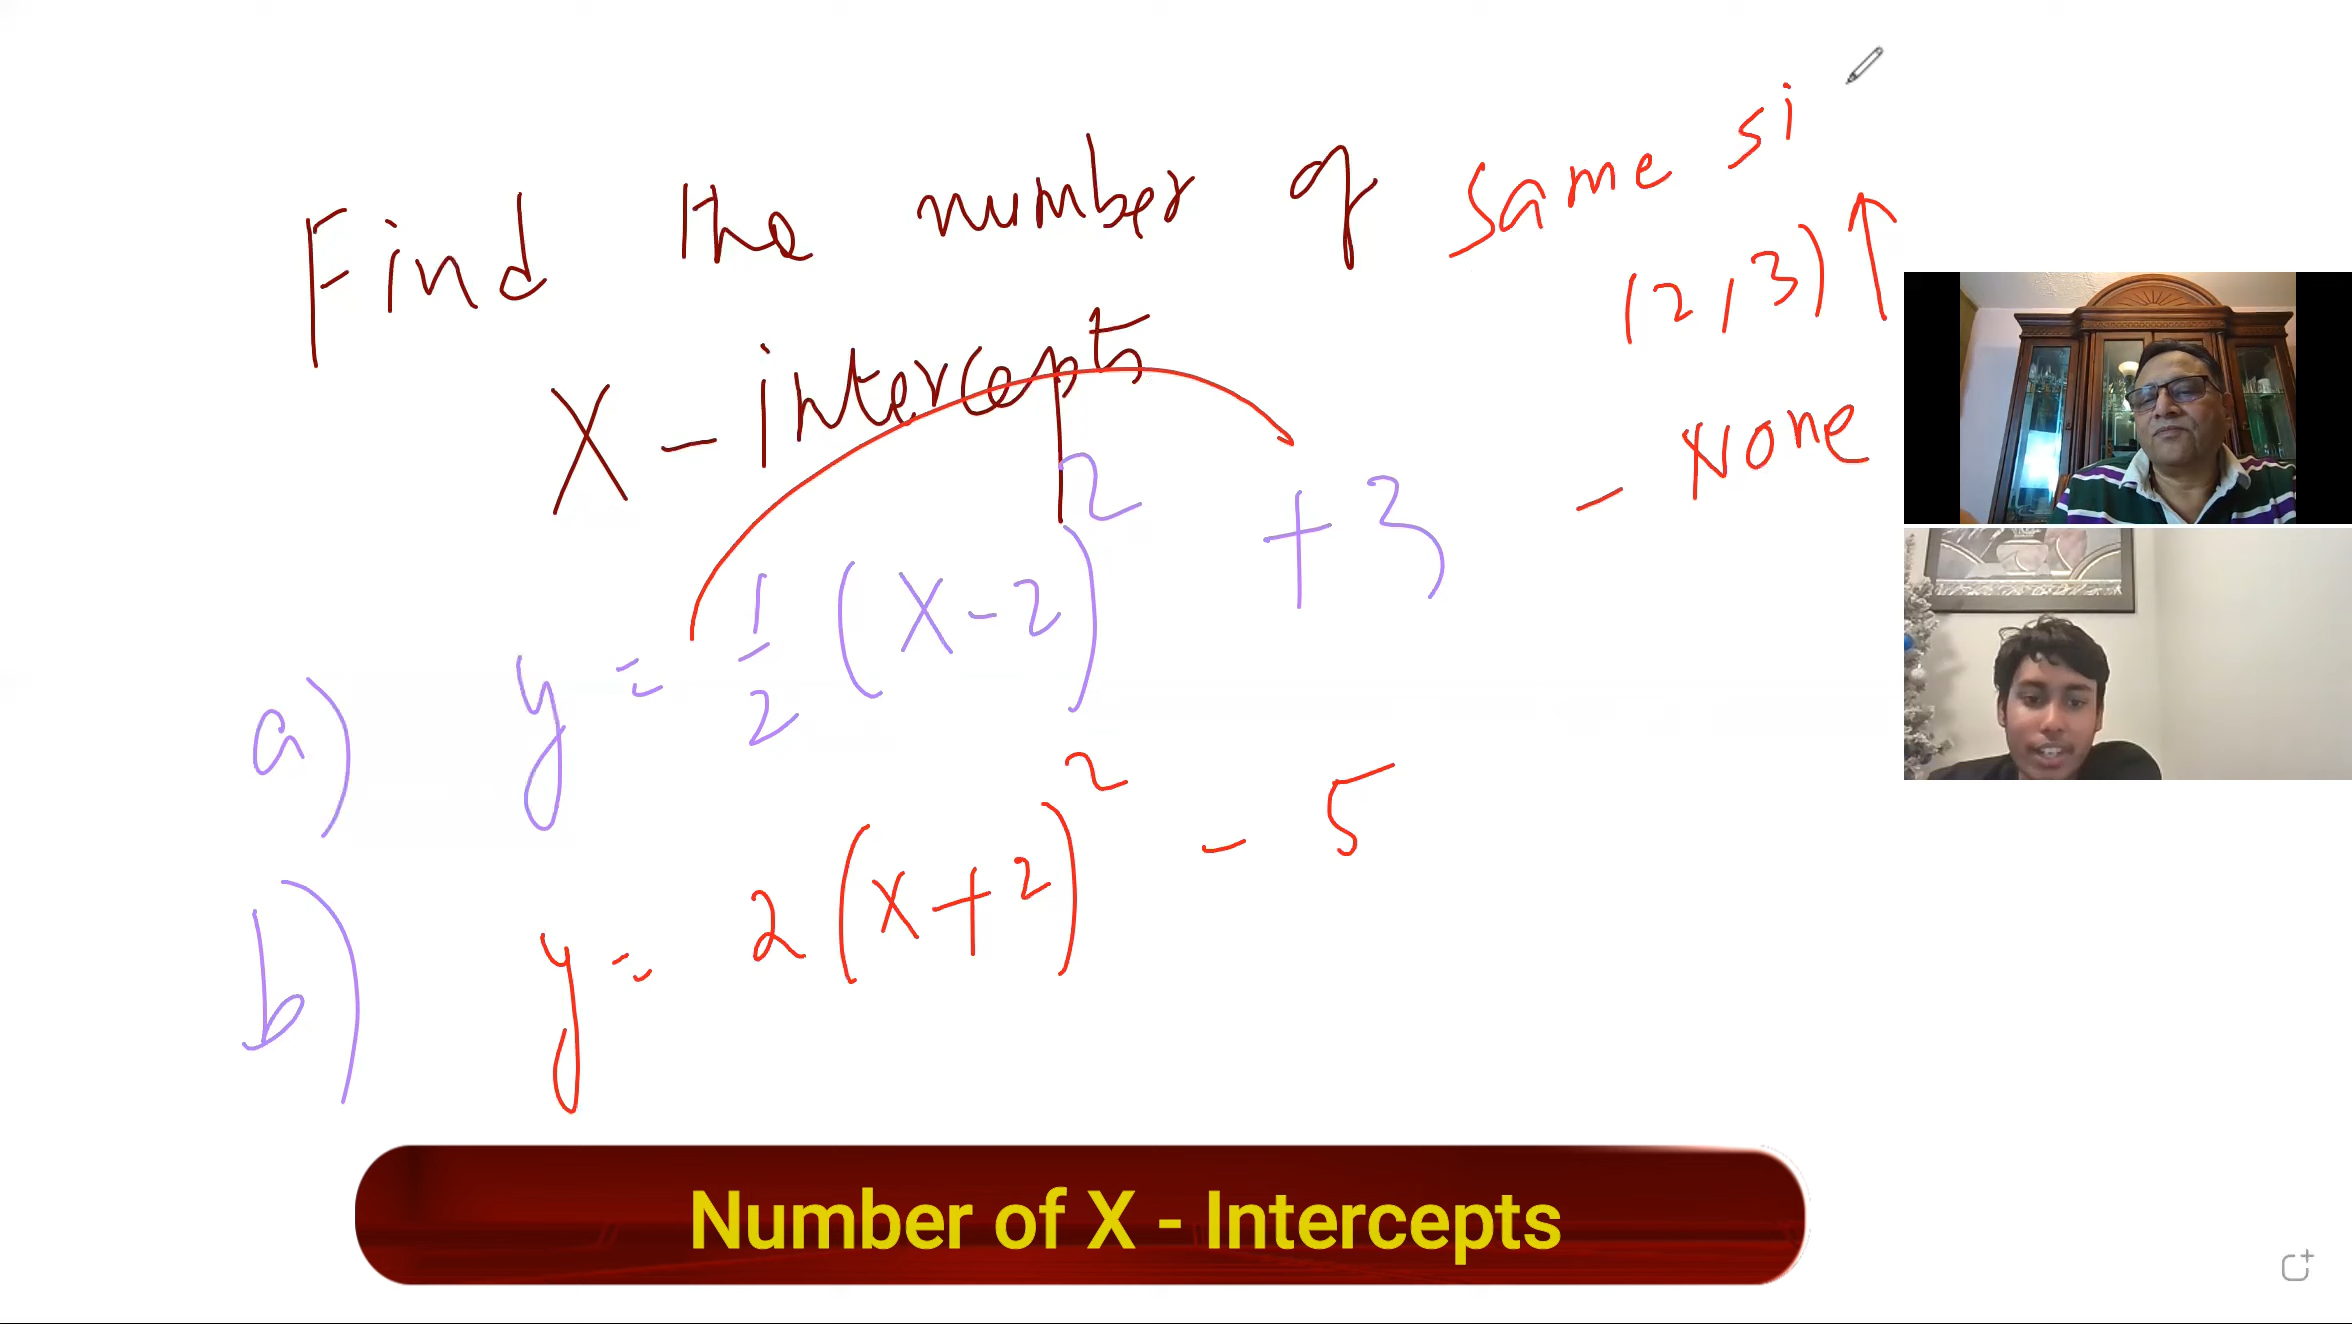 Find the number of
x - intercepts
same si
(2, 3) ↑
a) y = 1/2 (x - 2)² + 3 - None
b) y = 2 (x + 2)² - 5
Number of X - Intercepts